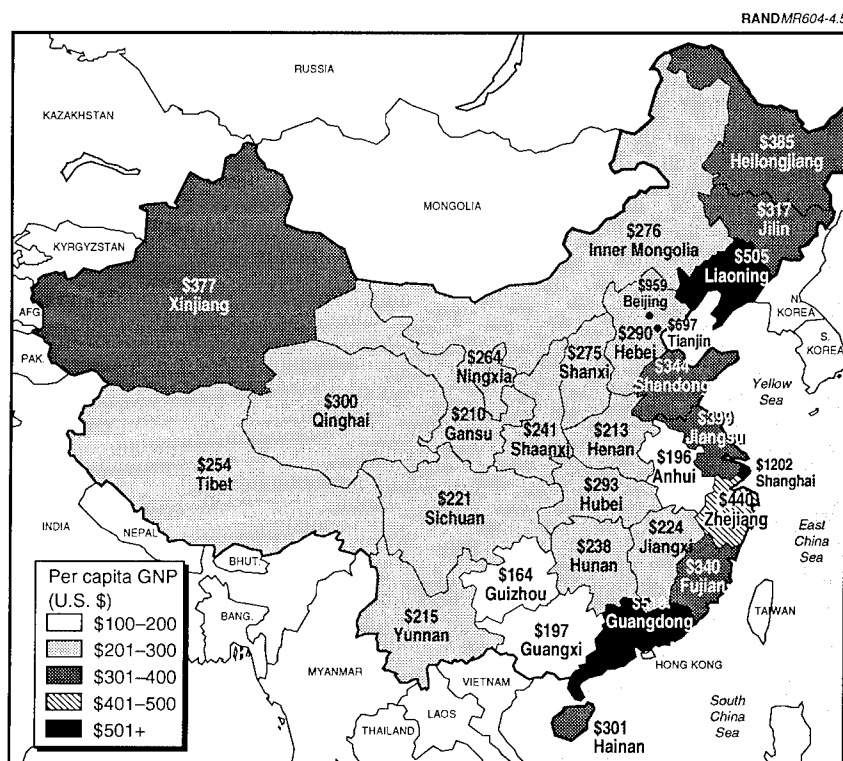 RANDMR604-4.5
RUSSIA
KAZAKHSTAN
$385
Heilongjiang
MONGOLIA
$317
Jilin
$276
Inner Mongolia
KYRGYZSTAN
$505
Liaoning
$377
Xinjiang
$959
Beijing
AFG.
N.
KOREA
$697
Tianjin
$290
Hebei
S.
KOREA
PAK.
$264
Ningxia
$275
Shanxi
$344
Shandong
Yellow
Sea
$300
Qinghai
$210
Gansu
$241
Shaanxi
$213
Henan
$399
Jiangsu
$196
Anhui
$1202
Shanghai
$254
Tibet
$221
Sichuan
$293
Hubei
$440
Zhejiang
INDIA
NEPAL
East
China
Sea
$224
Jiangxi
$238
Hunan
BHUT.
$164
Guizhou
$340
Fujian
Per capita GNP
(U.S. $)
$100–200
$201–300
$301–400
$401–500
$501+
BANG.
$215
Yunnan
$197
Guangxi
Guangdong
TAIWAN
HONG KONG
MYANMAR
VIETNAM
LAOS
THAILAND
South
China
Sea
$301
Hainan